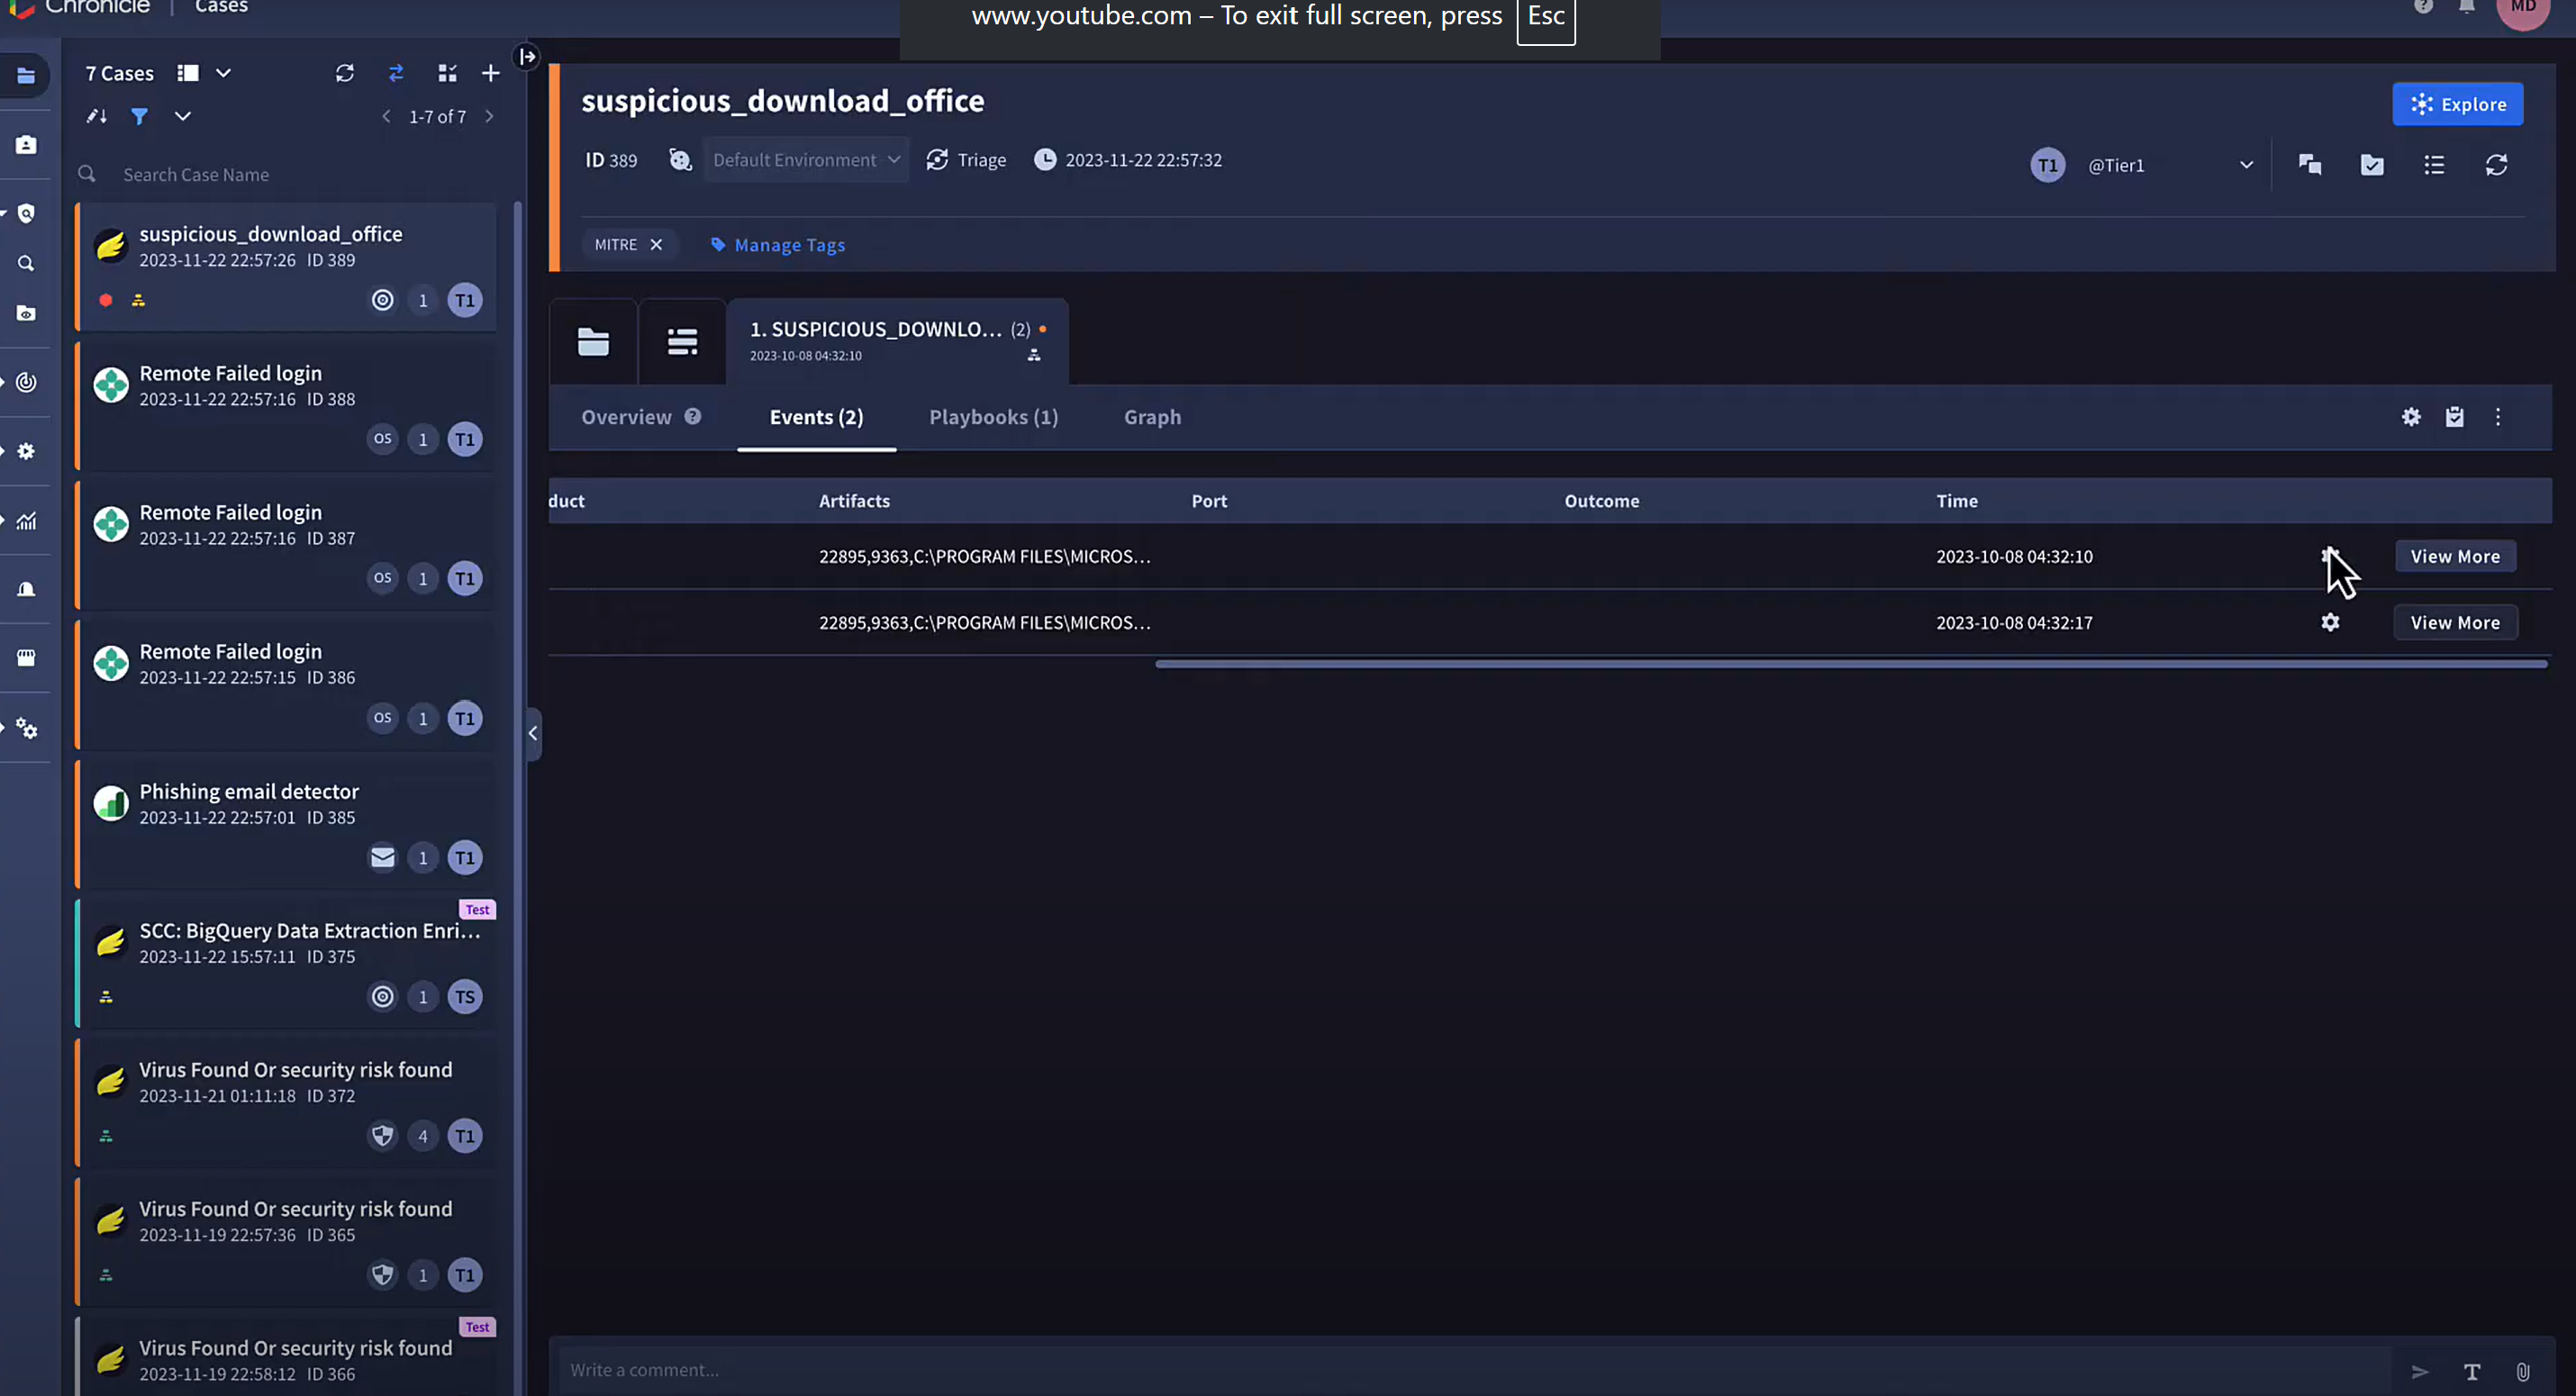 Chronicle | Cases
www.youtube.com – To exit full screen, press Esc
MD
7 Cases
1-7 of 7
Search Case Name
suspicious_download_office
2023-11-22 22:57:26 ID 389
1 T1
Remote Failed login
2023-11-22 22:57:16 ID 388
OS 1 T1
Remote Failed login
2023-11-22 22:57:16 ID 387
OS 1 T1
Remote Failed login
2023-11-22 22:57:15 ID 386
OS 1 T1
Phishing email detector
2023-11-22 22:57:01 ID 385
1 T1
Test
SCC: BigQuery Data Extraction Enri...
2023-11-22 15:57:11 ID 375
1 TS
Virus Found Or security risk found
2023-11-21 01:11:18 ID 372
4 T1
Virus Found Or security risk found
2023-11-19 22:57:36 ID 365
1 T1
Test
Virus Found Or security risk found
2023-11-19 22:58:12 ID 366
suspicious_download_office
Explore
ID 389 Default Environment Triage 2023-11-22 22:57:32
T1 @Tier1
MITRE Manage Tags
1. SUSPICIOUS_DOWNLO... (2)
2023-10-08 04:32:10
Overview Events (2) Playbooks (1) Graph
duct Artifacts Port Outcome Time
22895,9363,C:\PROGRAM FILES\MICROS... 2023-10-08 04:32:10 View More
22895,9363,C:\PROGRAM FILES\MICROS... 2023-10-08 04:32:17 View More
Write a comment...